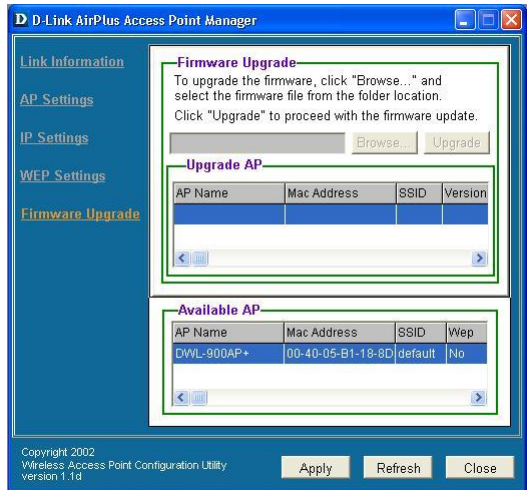 D D-Link AirPlus Access Point Manager
Link Information
AP Settings
IP Settings
WEP Settings
Firmware Upgrade
Firmware Upgrade
To upgrade the firmware, click "Browse..." and
select the firmware file from the folder location.
Click "Upgrade" to proceed with the firmware update.
Browse... Upgrade
Upgrade AP
AP Name Mac Address SSID Version
Available AP
AP Name Mac Address SSID Wep
DWL-900AP+ 00-40-05-B1-18-8D default No
Copyright 2002
Wireless Access Point Configuration Utility
version 1.1d
Apply Refresh Close